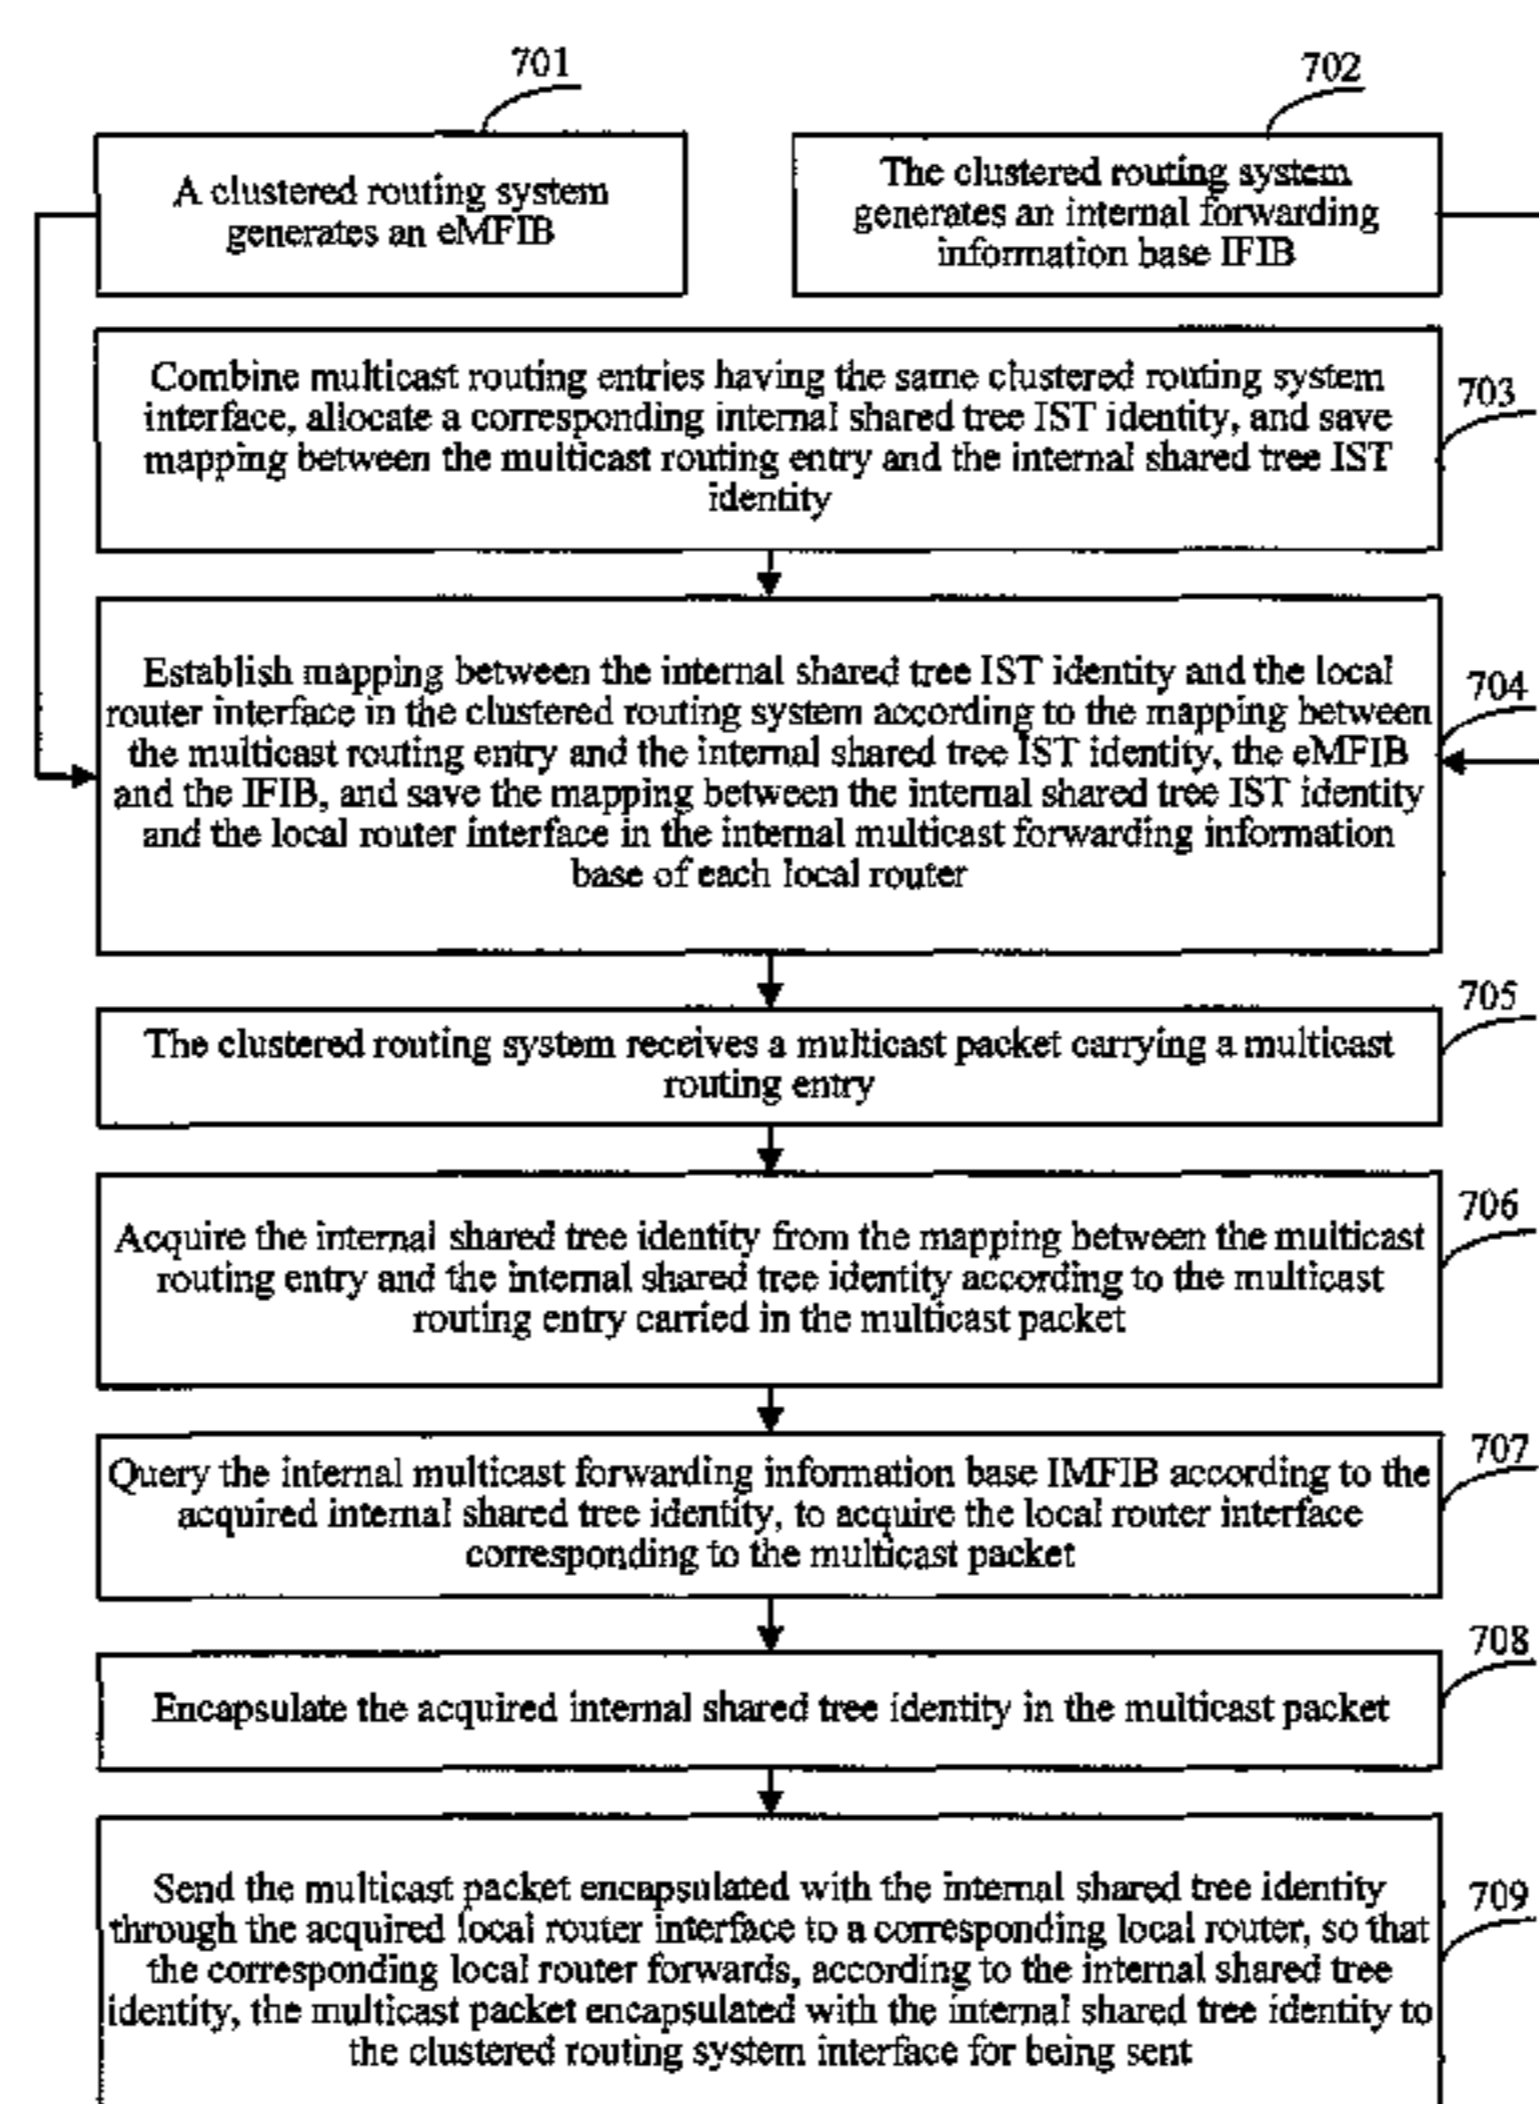 701
A clustered routing system
generates an eMFIB
702
The clustered routing system
generates an internal forwarding
information base IFIB
703
Combine multicast routing entries having the same clustered routing system
interface, allocate a corresponding internal shared tree IST identity, and save
mapping between the multicast routing entry and the internal shared tree IST
identity
704
Establish mapping between the internal shared tree IST identity and the local
router interface in the clustered routing system according to the mapping between
the multicast routing entry and the internal shared tree IST identity, the eMFIB
and the IFIB, and save the mapping between the internal shared tree IST identity
and the local router interface in the internal multicast forwarding information
base of each local router
705
The clustered routing system receives a multicast packet carrying a multicast
routing entry
706
Acquire the internal shared tree identity from the mapping between the multicast
routing entry and the internal shared tree identity according to the multicast
routing entry carried in the multicast packet
707
Query the internal multicast forwarding information base IMFIB according to the
acquired internal shared tree identity, to acquire the local router interface
corresponding to the multicast packet
708
Encapsulate the acquired internal shared tree identity in the multicast packet
709
Send the multicast packet encapsulated with the internal shared tree identity
through the acquired local router interface to a corresponding local router, so that
the corresponding local router forwards, according to the internal shared tree
identity, the multicast packet encapsulated with the internal shared tree identity to
the clustered routing system interface for being sent